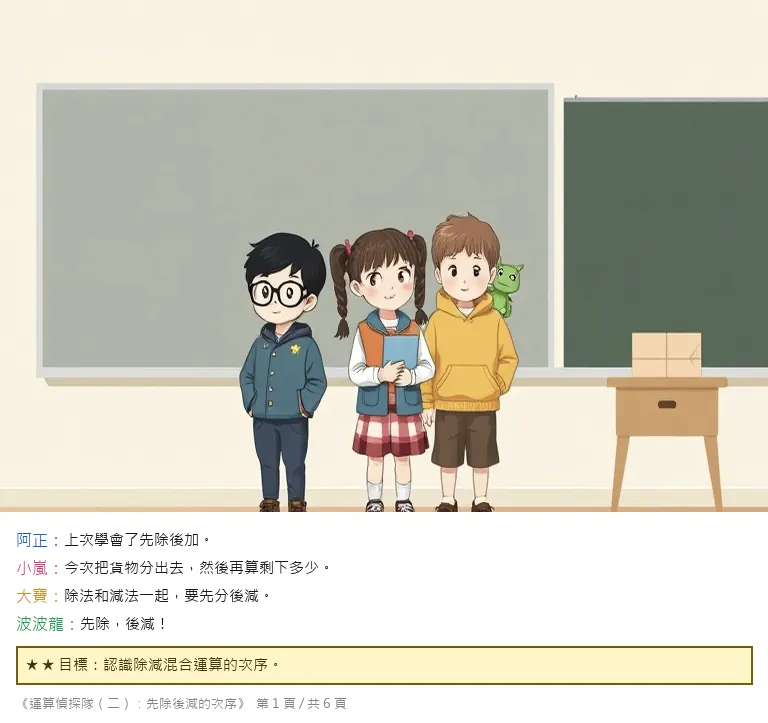 阿正：上次學會了先除後加。
小嵐：今次把貨物分出去，然後再算剩下多少。
大寶：除法和減法一起，要先分後減。
波波龍：先除，後減！
★★目標：認識除減混合運算的次序。
《運算偵探隊（二）：先除後減的次序》 第1頁/共6頁